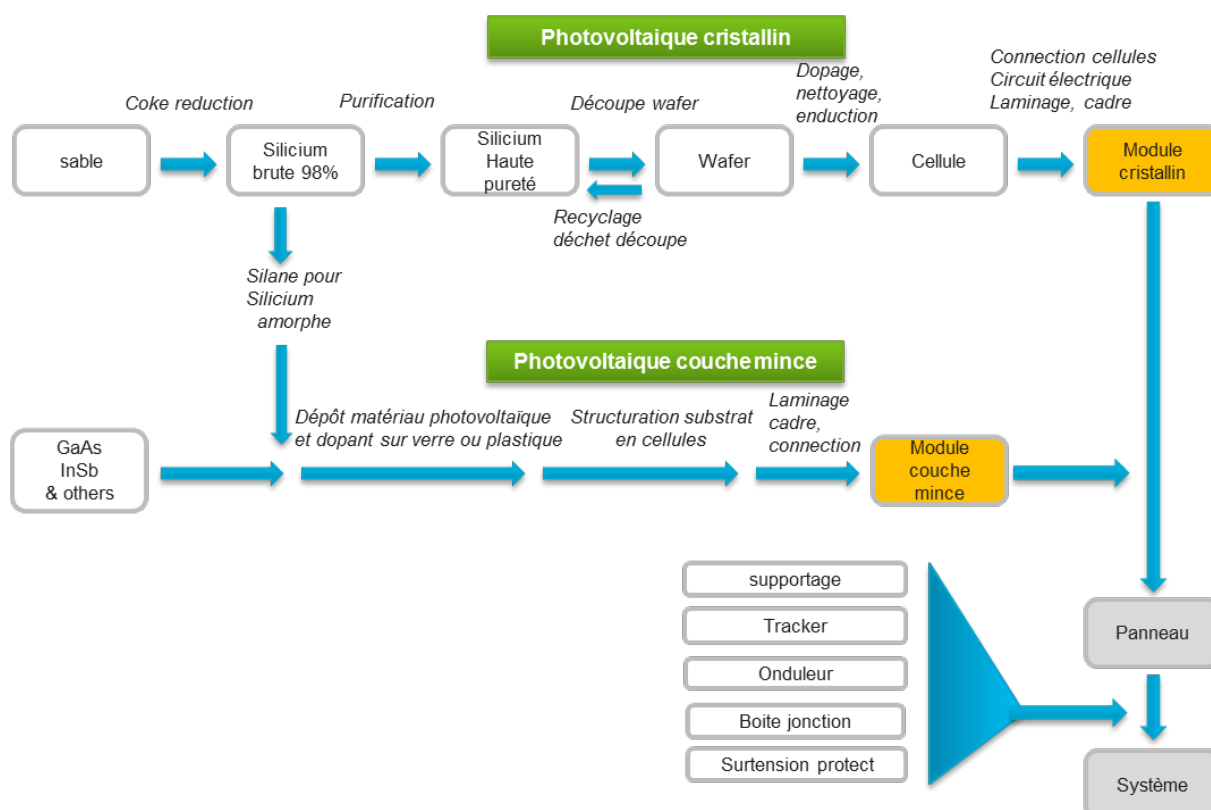 Photovoltaique cristallin
Coke reduction
Purification
Découpe wafer
Dopage,
nettoyage,
enduction
Connection cellules
Circuit électrique
Laminage, cadre
sable
Silicium
brute 98%
Silicium
Haute
pureté
Wafer
Cellule
Module
cristallin
Recyclage
déchet découpe
Silane pour
Silicium
amorphe
Photovoltaique couche mince
Dépôt matériau photovoltaïque
et dopant sur verre ou plastique
Structuration substrat
en cellules
Laminage
cadre,
connection
GaAs
InSb
& others
Module
couche
mince
supportage
Tracker
Onduleur
Boite jonction
Surtension protect
Panneau
Système